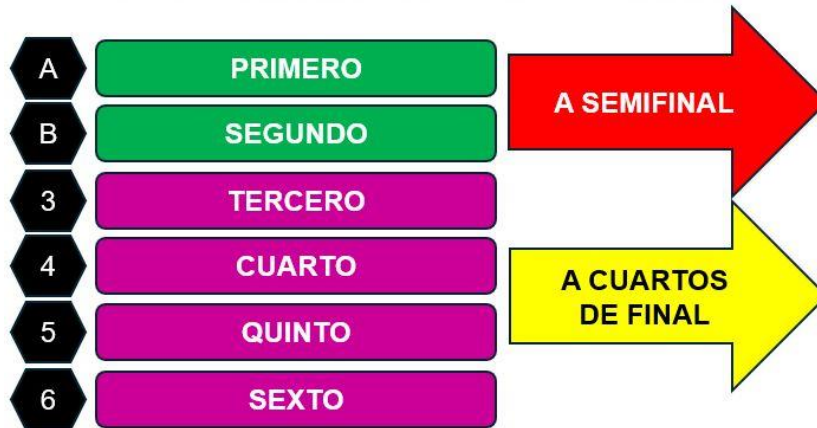 A
PRIMERO
B
SEGUNDO
A SEMIFINAL
3
TERCERO
4
CUARTO
5
QUINTO
6
SEXTO
A CUARTOS
DE FINAL